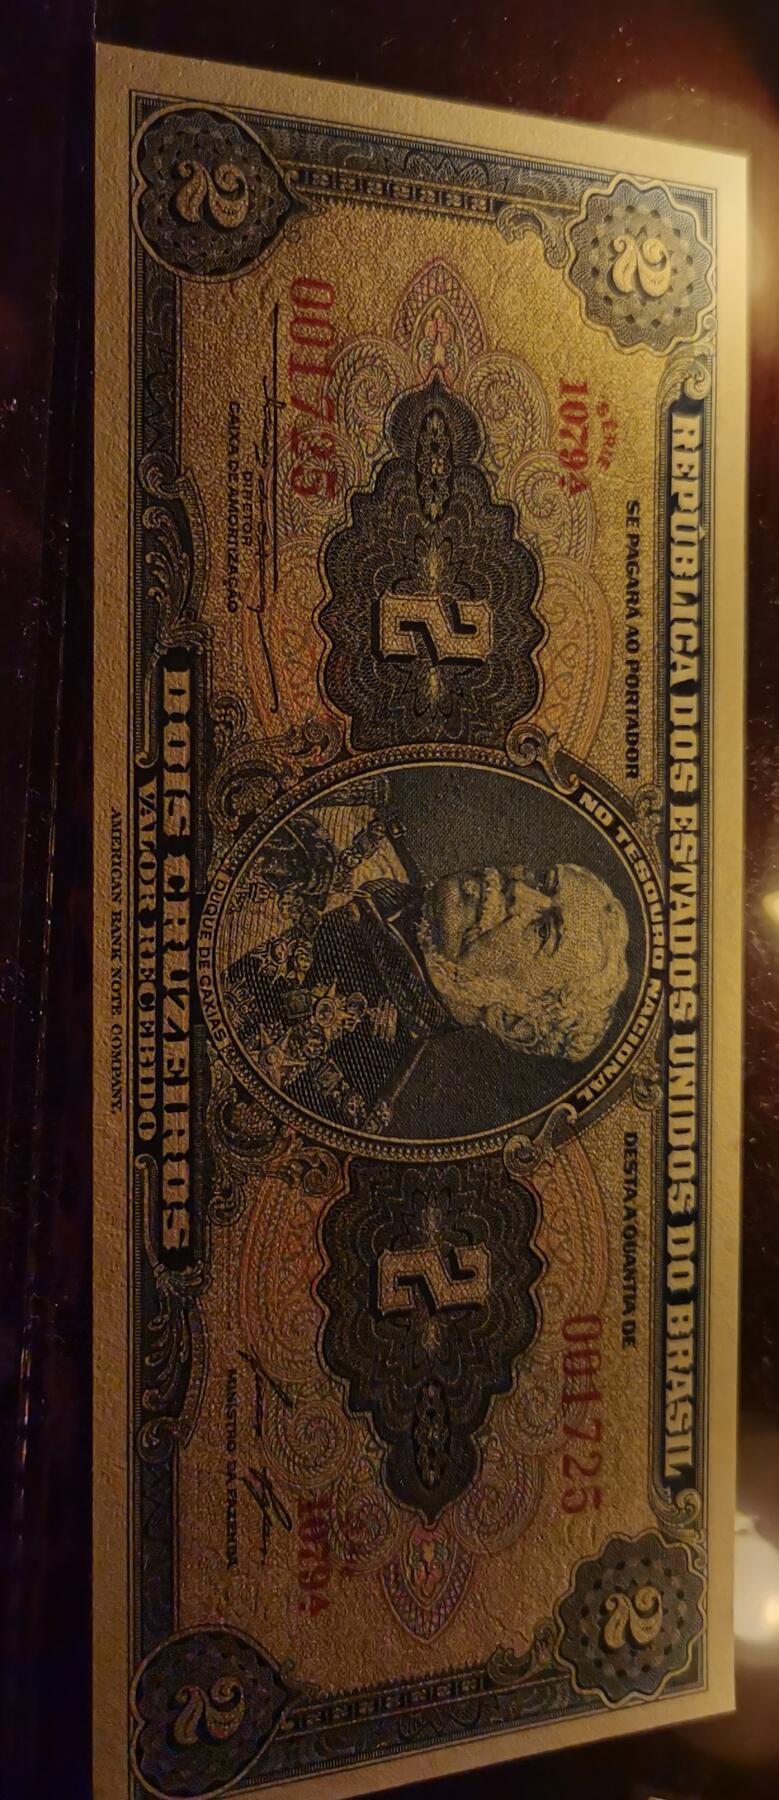 2
2
REPÚBLICA DOS ESTADOS UNIDOS DO BRASIL
SE PAGARÁ AO PORTADOR
NO TESOURO NACIONAL
DESTA A QUANTIA DE
SÉRIE
1079ª
001725
2
2
001725
1079ª
DIRETOR
CAIXA DE AMORTIZAÇÃO
DUQUE DE CAXIAS
MINISTRO DA FAZENDA
DOIS CRUZEIROS
VALOR RECEBIDO
2
2
AMERICAN BANK NOTE COMPANY.